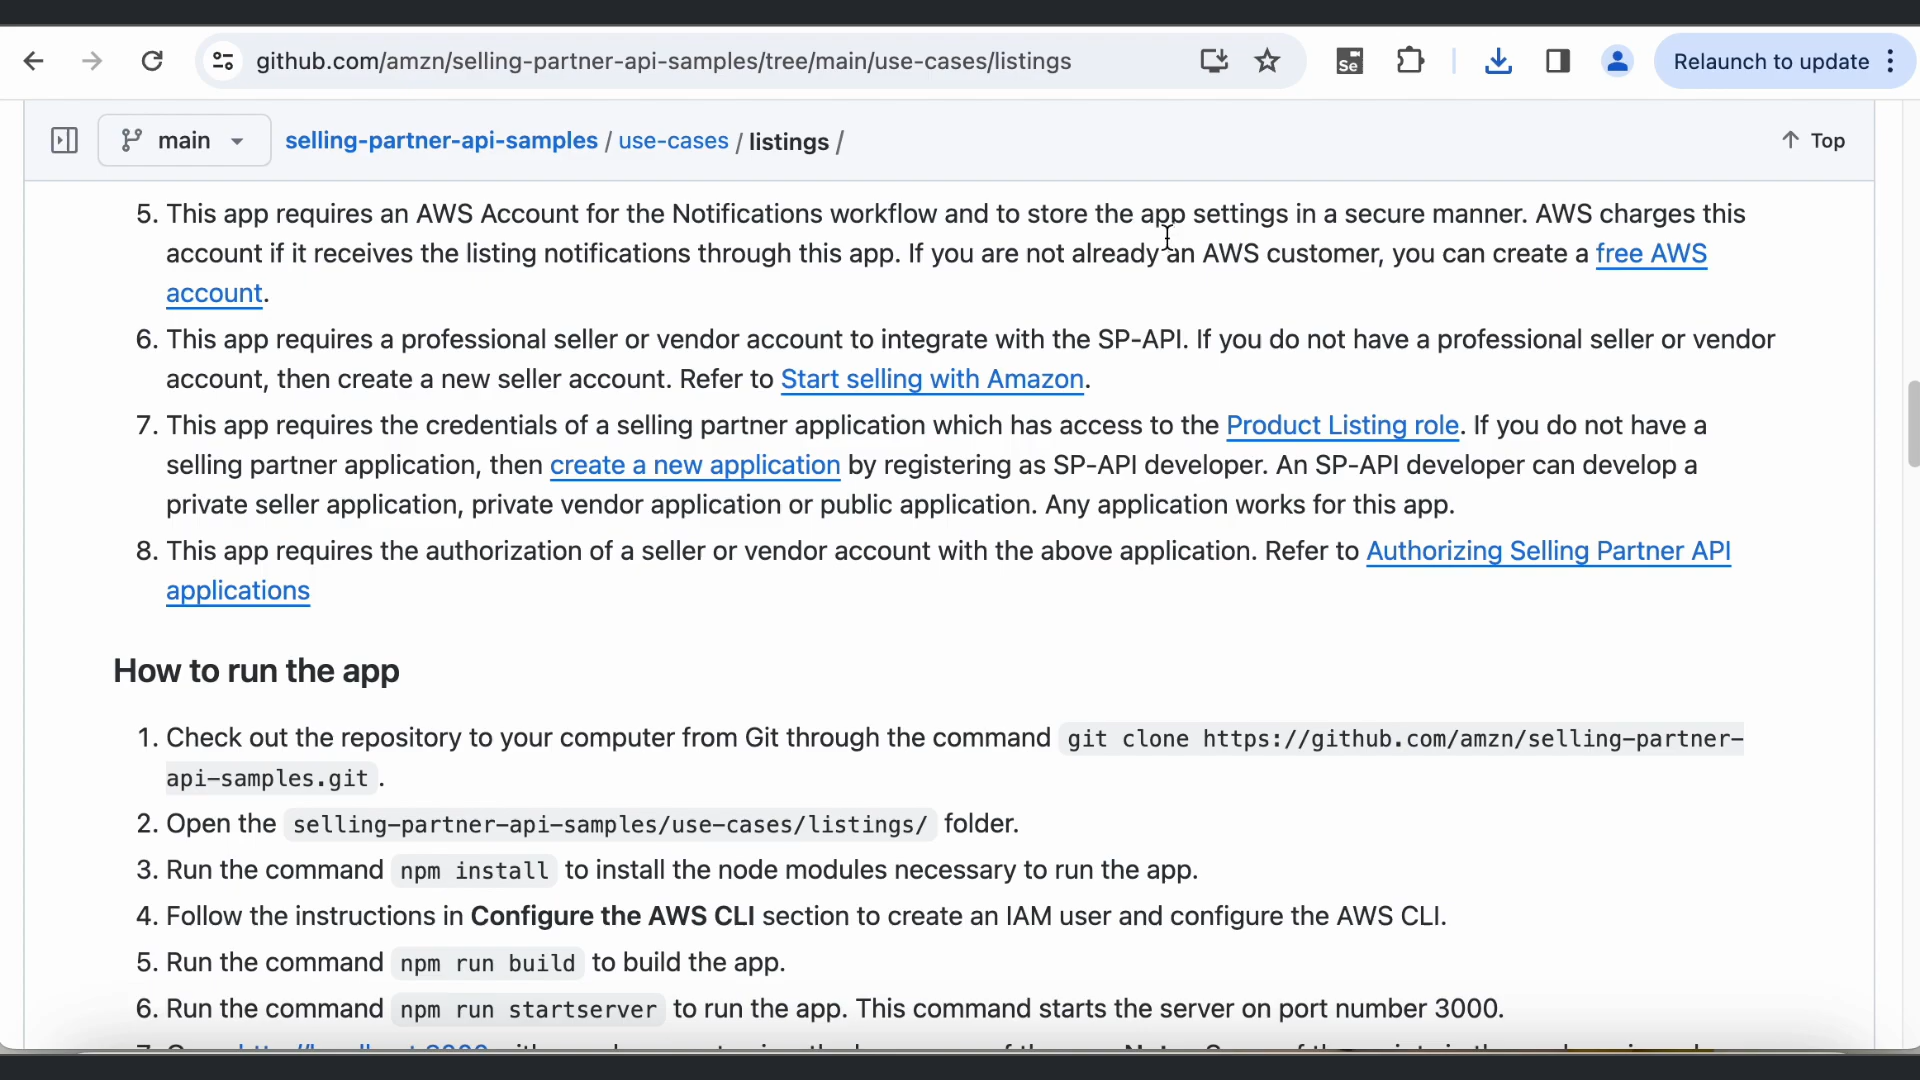 github.com/amzn/selling-partner-api-samples/tree/main/use-cases/listings
Se
Relaunch to update
main
selling-partner-api-samples / use-cases / listings /
Top
5. This app requires an AWS Account for the Notifications workflow and to store the app settings in a secure manner. AWS charges this
account if it receives the listing notifications through this app. If you are not already an AWS customer, you can create a free AWS
account.
6. This app requires a professional seller or vendor account to integrate with the SP-API. If you do not have a professional seller or vendor
account, then create a new seller account. Refer to Start selling with Amazon.
7. This app requires the credentials of a selling partner application which has access to the Product Listing role. If you do not have a
selling partner application, then create a new application by registering as SP-API developer. An SP-API developer can develop a
private seller application, private vendor application or public application. Any application works for this app.
8. This app requires the authorization of a seller or vendor account with the above application. Refer to Authorizing Selling Partner API
applications
How to run the app
1. Check out the repository to your computer from Git through the command git clone https://github.com/amzn/selling-partner-
api-samples.git .
2. Open the selling-partner-api-samples/use-cases/listings/ folder.
3. Run the command npm install to install the node modules necessary to run the app.
4. Follow the instructions in Configure the AWS CLI section to create an IAM user and configure the AWS CLI.
5. Run the command npm run build to build the app.
6. Run the command npm run startserver to run the app. This command starts the server on port number 3000.